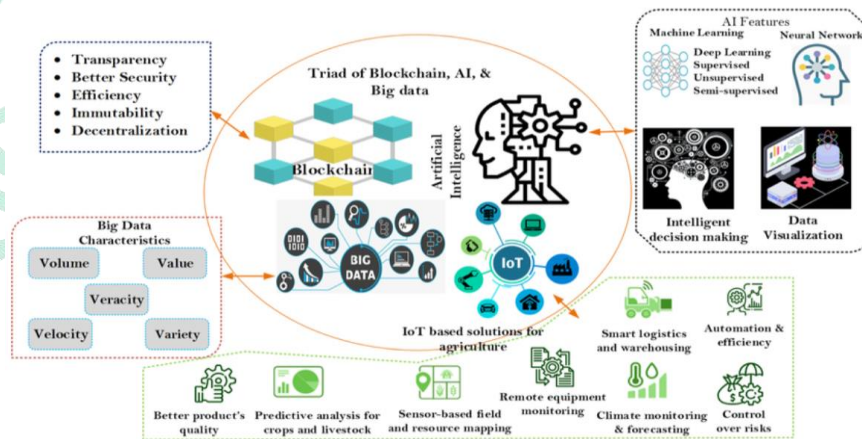 Transparency
Better Security
Efficiency
Immutability
Decentralization
Triad of Blockchain, AI, &
Big data
Blockchain
Artificial
Intelligence
AI Features
Machine Learning
Neural Network
Deep Learning
Supervised
Unsupervised
Semi-supervised
Intelligent
decision making
Data
Visualization
Big Data
Characteristics
Volume
Value
Veracity
Velocity
Variety
BIG
DATA
IoT
IoT based solutions for
agriculture
Smart logistics
and warehousing
Automation &
efficiency
Better product's
quality
Predictive analysis for
crops and livestock
Sensor-based field
and resource mapping
Remote equipment
monitoring
Climate monitoring
& forecasting
Control
over risks